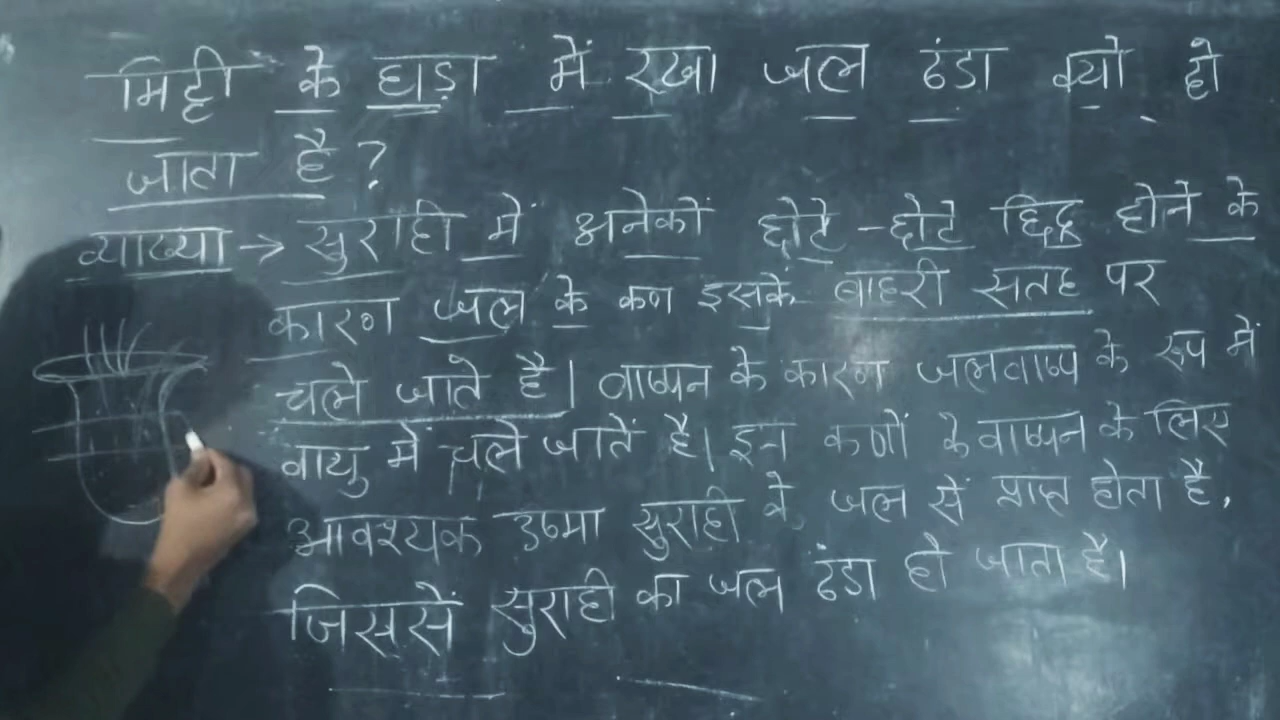 मिट्टी के घड़ा में रखा जल ठंडा क्यों हो
जाता है ?
व्याख्या → सुराही में अनेकों छोटे -छोटे छिद्र होने के
कारण जल के कण इसकें बाहरी सतह पर
चले जाते है। वाष्पन के कारण जलवाष्प के रूप में
वायु में चले जातें है। इन कणों के वाष्पन के लिए
आवश्यक उष्मा सुराही के जल सें प्राप्त होता है,
जिससें सुराही का जल ठंडा हो जाता है।